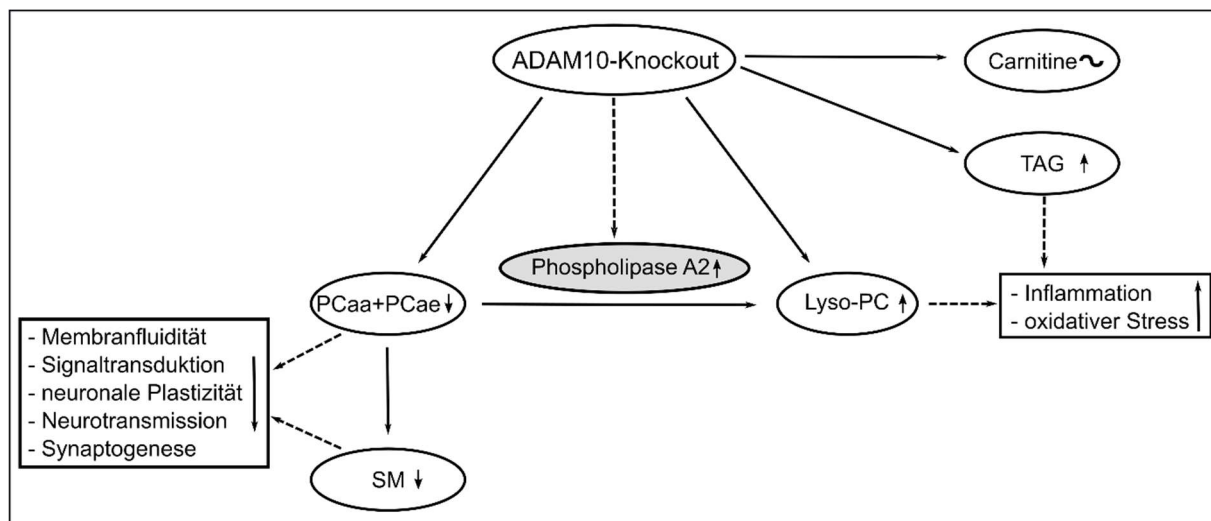 ADAM10-Knockout
Carnitine ~
TAG ↑
Phospholipase A2 ↑
PCaa+PCae ↓
Lyso-PC ↑
- Inflammation
- oxidativer Stress
- Membranfluidität
- Signaltransduktion
- neuronale Plastizität
- Neurotransmission
- Synaptogenese
SM ↓